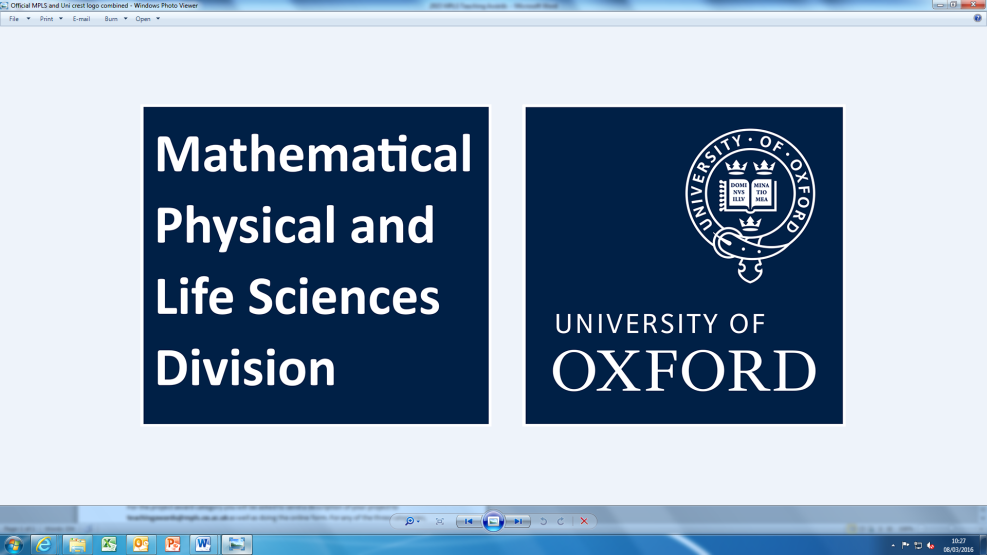 Official MPLS and Uni crest logo combined - Windows Photo Viewer
File Print E-mail Burn Open
Mathematical
Physical and
Life Sciences
Division
UNIVERSITY · OF · OXFORD
DOMI MINA
NVS TIO
ILLV MEA
UNIVERSITY OF
OXFORD
10:27
08/03/2016